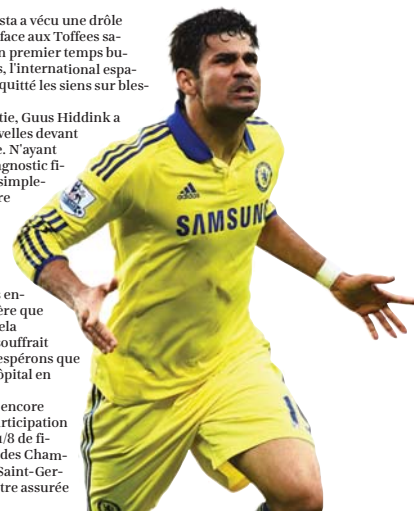 sta a vécu une drôle
face aux Toffees sa-
n premier temps bu-
s, l'international espa-
quitté les siens sur bles-
tie, Guus Hiddink a
velles devant
e. N'ayant
gnostic fi-
simple-
re
s en-
ère que
ela
souffrait
espérons que
ôpital en
encore
rticipation
/8 de fi-
des Cham-
Saint-Ger-
tre assurée
adidas
SAMSUN